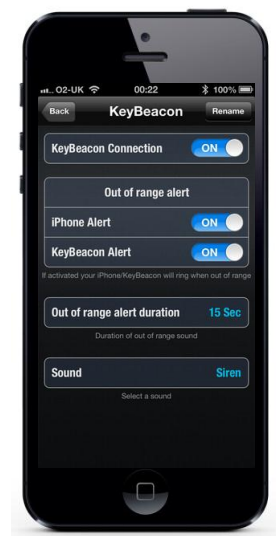 O2-UK 00:22 100%
Back KeyBeacon Rename
KeyBeacon Connection ON
Out of range alert
iPhone Alert ON
KeyBeacon Alert ON
If activated your iPhone/KeyBeacon will ring when out of range
Out of range alert duration 15 Sec
Duration of out of range sound
Sound Siren
Select a sound